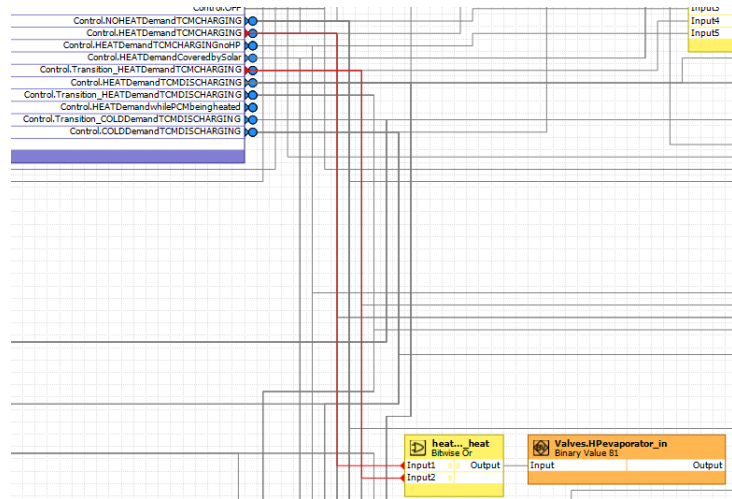 Control.OFF
Control.NOHEATDemandTCMCHARGING
Control.HEATDemandTCMCHARGING
Control.HEATDemandTCMCHARGINGnoHP
Control.HEATDemandCoveredbySolar
Control.Transition_HEATDemandTCMCHARGING
Control.HEATDemandTCMDISCHARGING
Control.Transition_HEATDemandTCMDISCHARGING
Control.HEATDemandwhilePCMbeingheated
Control.Transition_COLDDemandTCMDISCHARGING
Control.COLDDemandTCMDISCHARGING
Input3
Input4
Input5
heat..._heat
Bitwise Or
Input1 Output
Input2
Valves.HPevaporator_in
Binary Value 81
Input Output